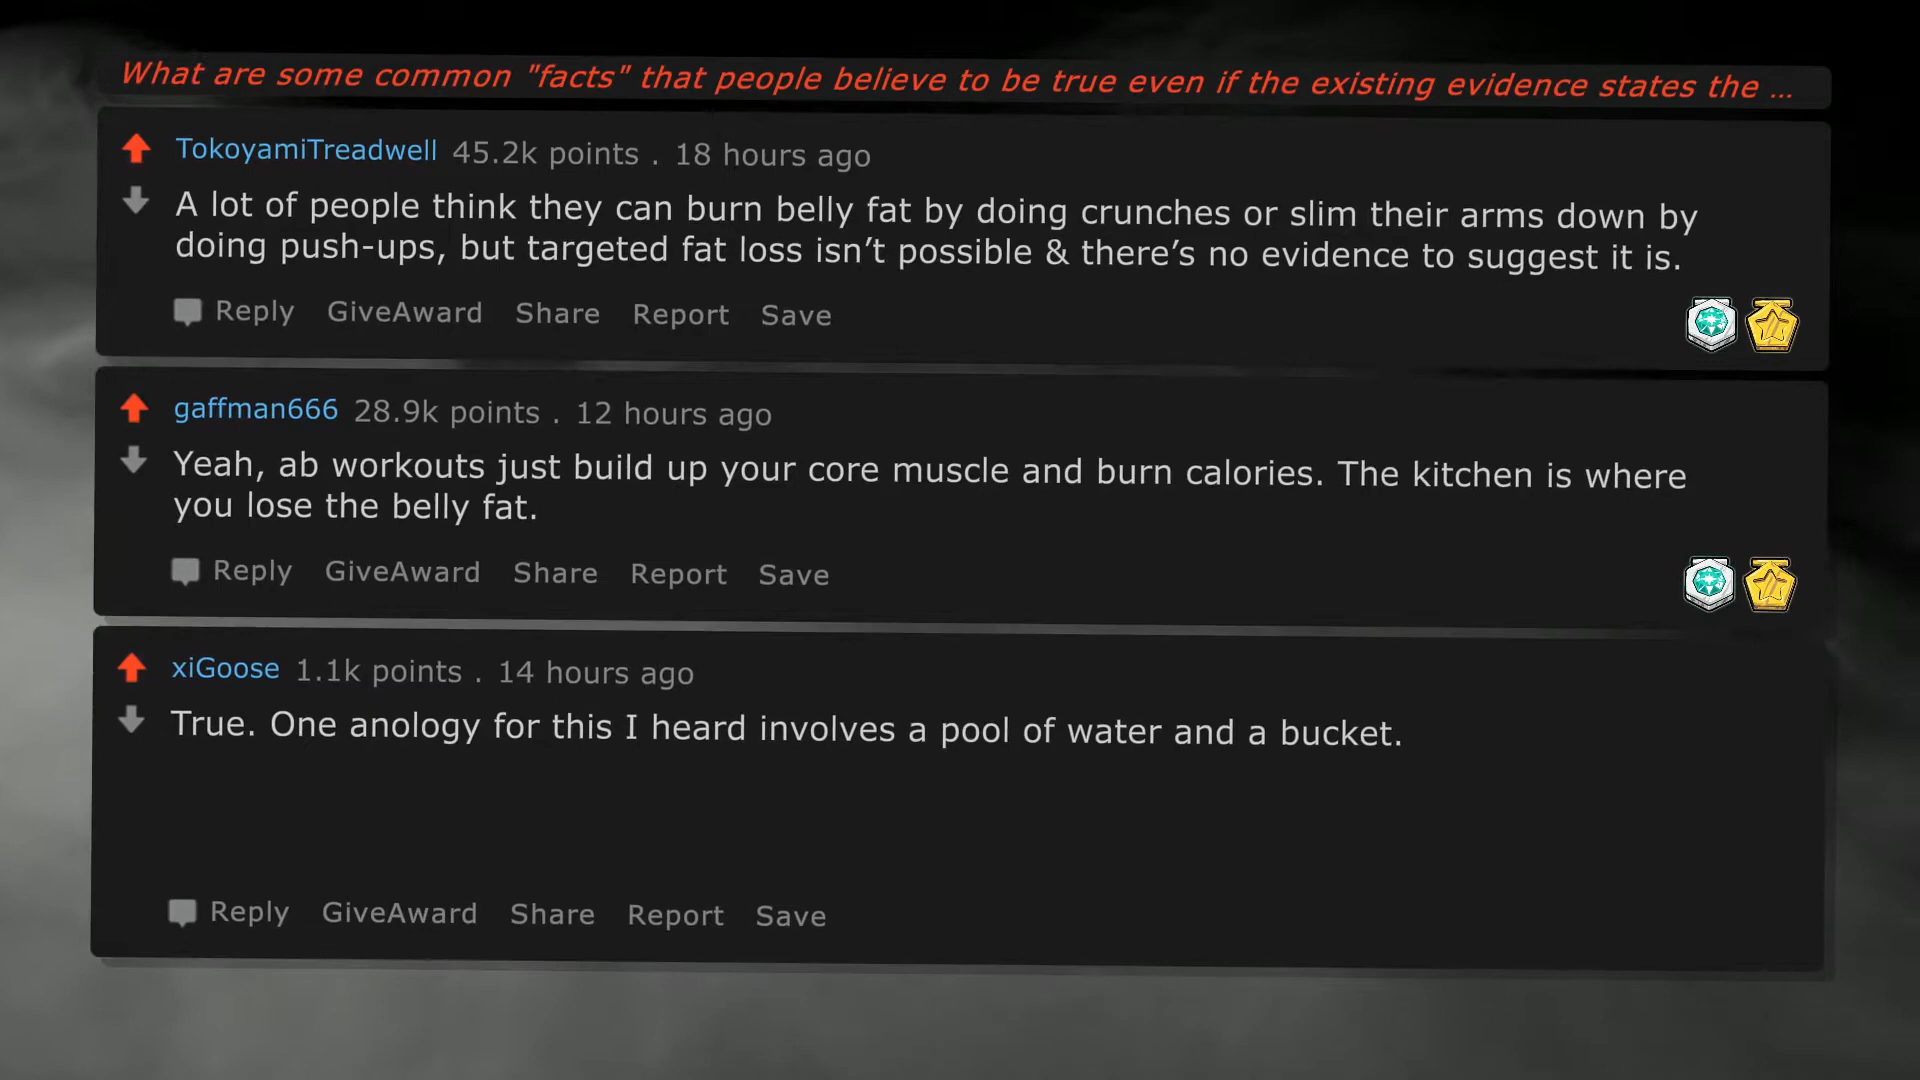 What are some common "facts" that people believe to be true even if the existing evidence states the ...
TokoyamiTreadwell 45.2k points . 18 hours ago
A lot of people think they can burn belly fat by doing crunches or slim their arms down by
doing push-ups, but targeted fat loss isn't possible & there's no evidence to suggest it is.
Reply GiveAward Share Report Save
gaffman666 28.9k points . 12 hours ago
Yeah, ab workouts just build up your core muscle and burn calories. The kitchen is where
you lose the belly fat.
Reply GiveAward Share Report Save
xiGoose 1.1k points . 14 hours ago
True. One anology for this I heard involves a pool of water and a bucket.
Reply GiveAward Share Report Save